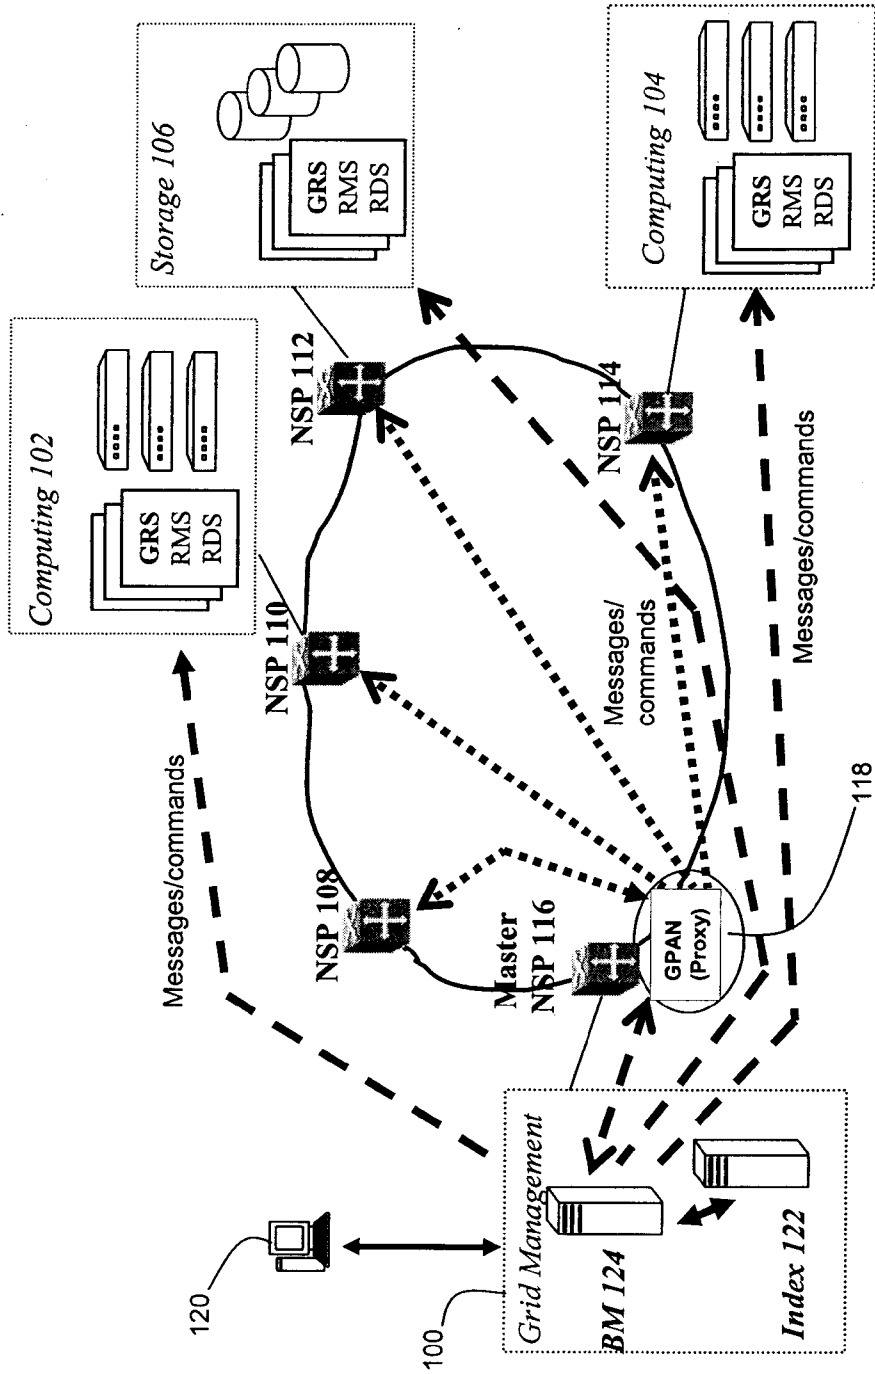 120
100
Grid Management
BM 124
Index 122
Messages/commands
Computing 102
GRS
RMS
RDS
NSP 108
NSP 110
Master
NSP 116
GPAN
(Proxy)
118
Messages/
commands
NSP 112
NSP 114
Storage 106
GRS
RMS
RDS
Messages/commands
Computing 104
GRS
RMS
RDS